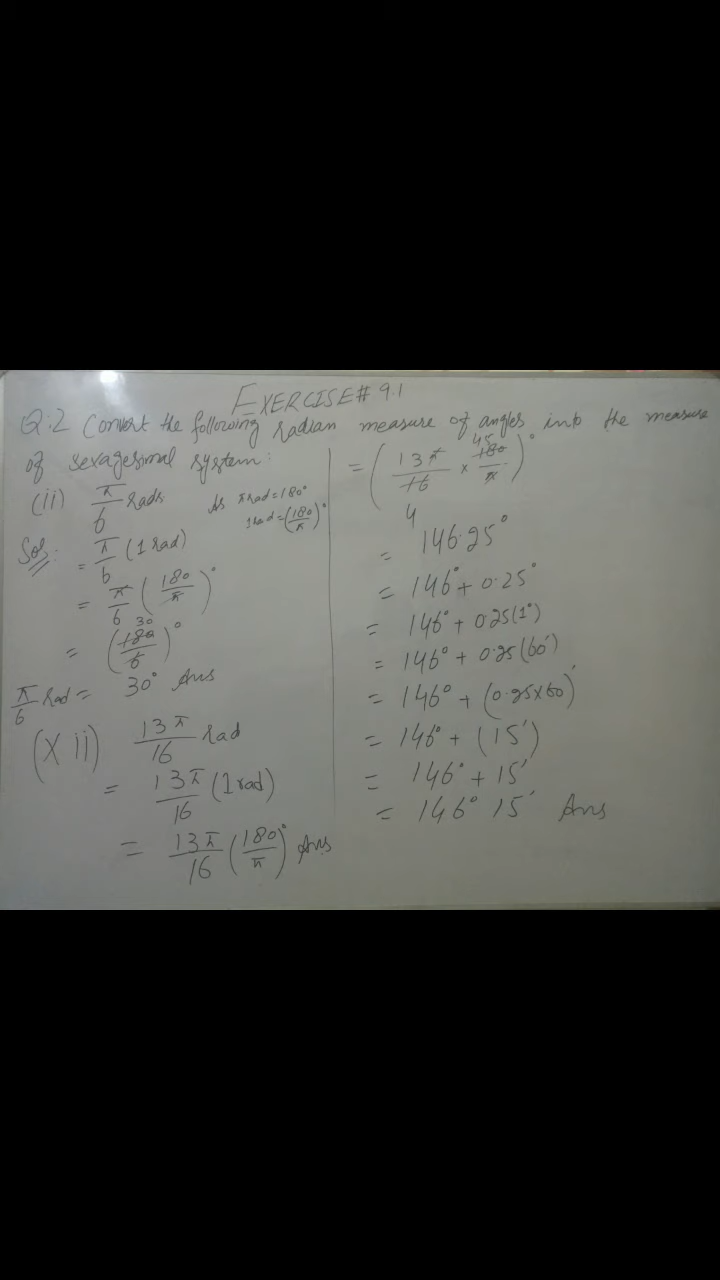 EXERCISE# 9.1
Q:2 Convert the following radian measure of angles into the measure
of sexagesimal system:
(ii) π/6 rads
As π rad = 180°
1 rad = (180/π)°
Sol:
= π/6 (1 rad)
= π/6 (180/π)°
30
= (180/6)°
π/6 rad = 30° Ans
(X ii) 13π/16 rad
= 13π/16 (1 rad)
= 13π/16 (180/π)° Ans
45
= (13π/16 × 180/π)°
4
= 146.25°
= 146° + 0.25°
= 146° + 0.25(1°)
= 146° + 0.25(60′)
= 146° + (0.25×60)′
= 146° + (15′)
= 146° + 15′
= 146° 15′ Ans